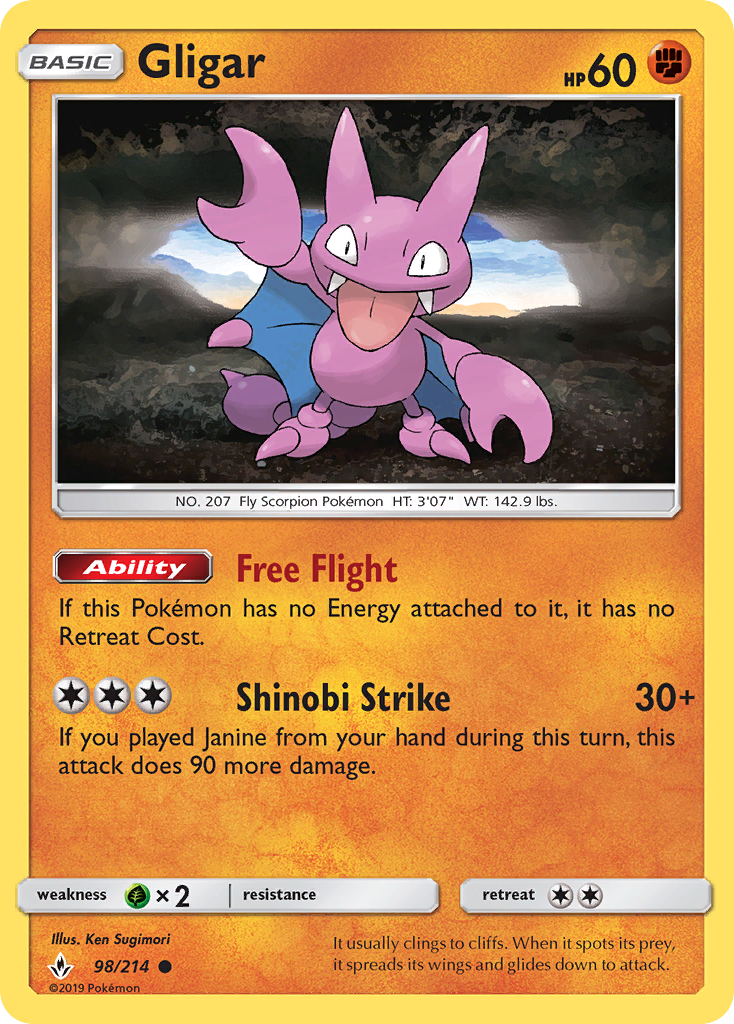 BASIC Gligar HP60
NO. 207 Fly Scorpion Pokémon HT: 3'07" WT: 142.9 lbs.
Ability Free Flight
If this Pokémon has no Energy attached to it, it has no
Retreat Cost.
Shinobi Strike 30+
If you played Janine from your hand during this turn, this
attack does 90 more damage.
weakness ×2 resistance retreat
Illus. Ken Sugimori
98/214
©2019 Pokémon
It usually clings to cliffs. When it spots its prey,
it spreads its wings and glides down to attack.